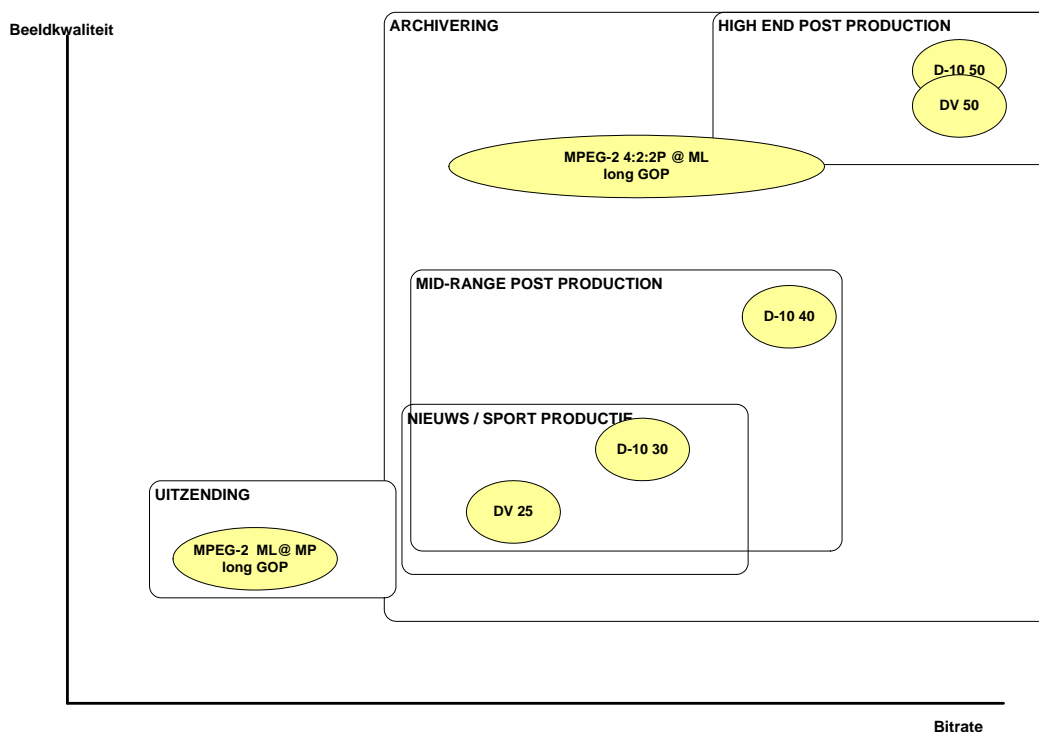 Beeldkwaliteit
ARCHIVERING
HIGH END POST PRODUCTION
D-10 50
DV 50
MPEG-2 4:2:2P @ ML
long GOP
MID-RANGE POST PRODUCTION
D-10 40
NIEUWS / SPORT PRODUCTIE
D-10 30
DV 25
UITZENDING
MPEG-2 ML@ MP
long GOP
Bitrate